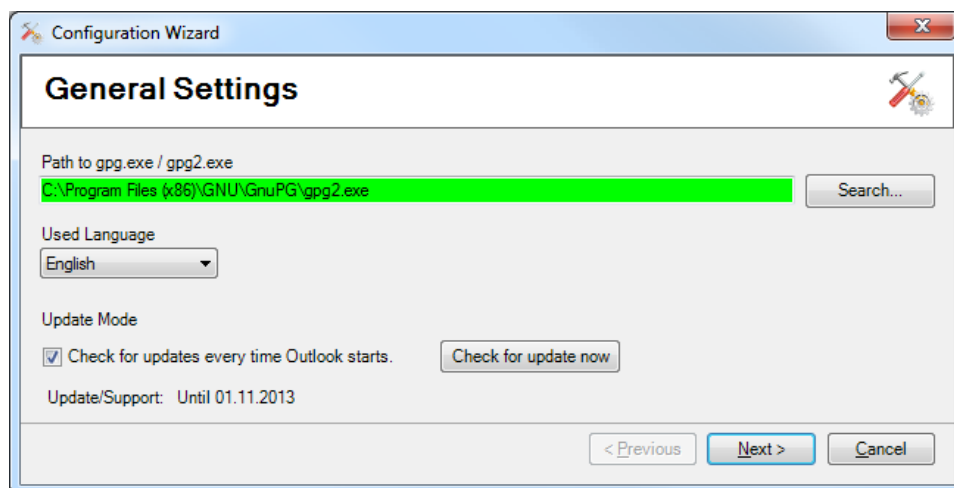 Configuration Wizard
General Settings
Path to gpg.exe / gpg2.exe
C:\Program Files (x86)\GNU\GnuPG\gpg2.exe
Search...
Used Language
English
Update Mode
Check for updates every time Outlook starts.
Check for update now
Update/Support: Until 01.11.2013
< Previous
Next >
Cancel